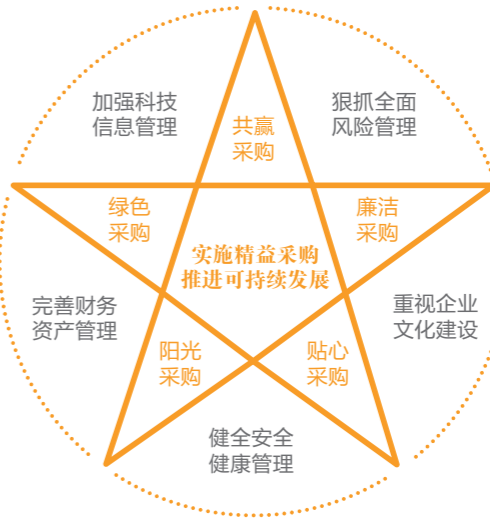 加强科技
信息管理
狠抓全面
风险管理
共赢
采购
绿色
采购
廉洁
采购
实施精益采购
推进可持续发展
完善财务
资产管理
重视企业
文化建设
阳光
采购
贴心
采购
健全安全
健康管理